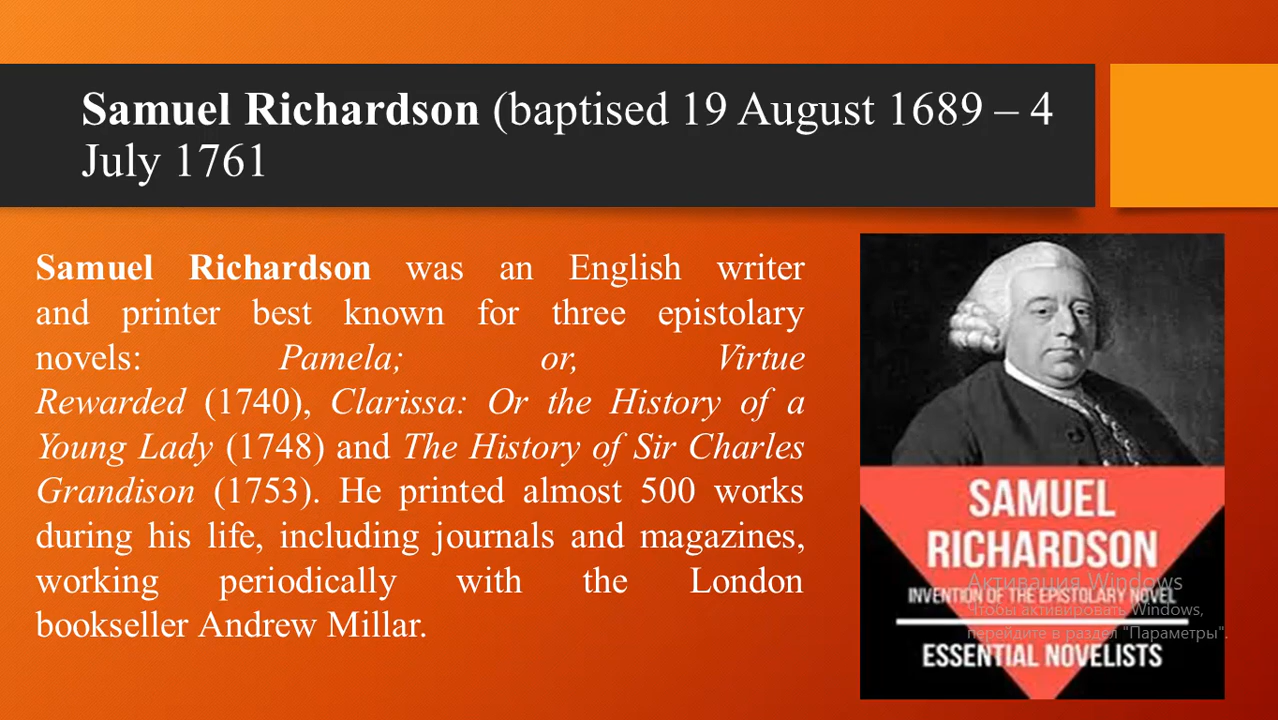 Samuel Richardson (baptised 19 August 1689 – 4
July 1761
Samuel Richardson was an English writer
and printer best known for three epistolary
novels: Pamela; or, Virtue
Rewarded (1740), Clarissa: Or the History of a
Young Lady (1748) and The History of Sir Charles
Grandison (1753). He printed almost 500 works
during his life, including journals and magazines,
working periodically with the London
bookseller Andrew Millar.
SAMUEL
RICHARDSON
INVENTION OF THE EPISTOLARY NOVEL
ESSENTIAL NOVELISTS
Активация Windows
Чтобы активировать Windows,
перейдите в раздел "Параметры".